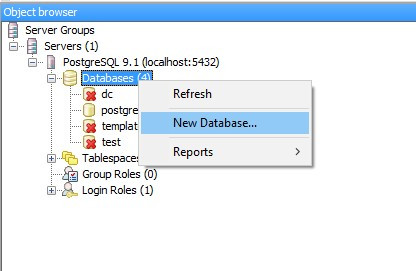 Object browser
Server Groups
Servers (1)
PostgreSQL 9.1 (localhost:5432)
Databases (4)
dc
postgre
templat
test
Tablespaces
Group Roles (0)
Login Roles (1)
Refresh
New Database...
Reports